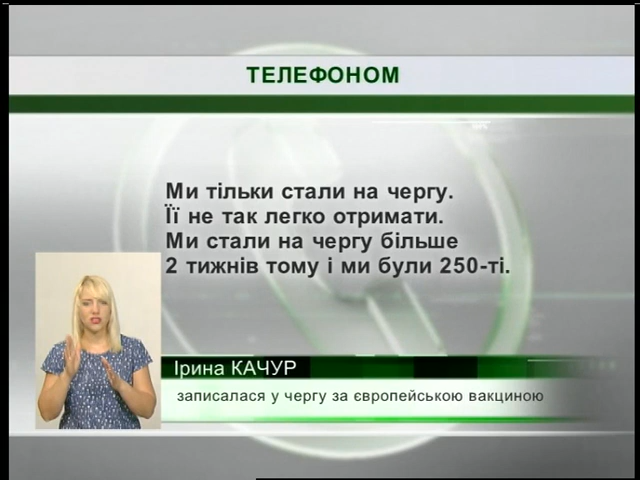 ТЕЛЕФОНОМ
Ми тільки стали на чергу.
Її не так легко отримати.
Ми стали на чергу більше
2 тижнів тому і ми були 250-ті.
Ірина КАЧУР
записалася у чергу за європейською вакциною